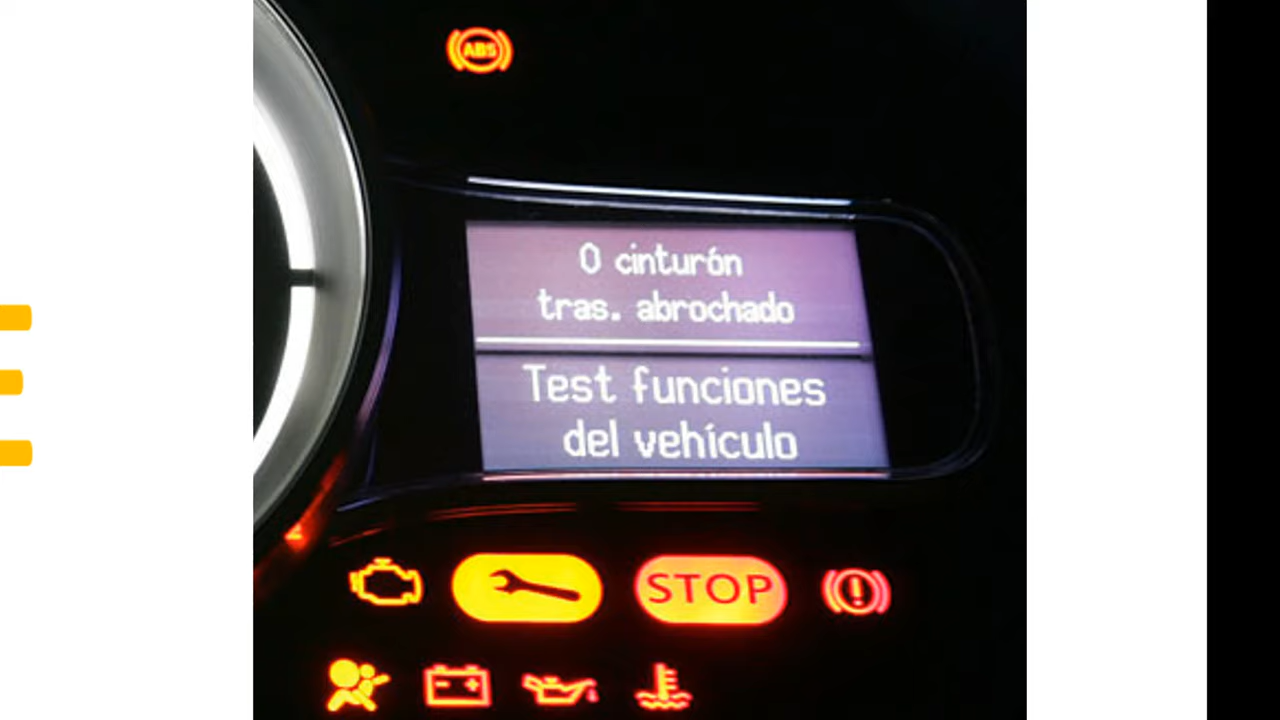 ABS
0 cinturón
tras. abrochado
Test funciones
del vehículo
STOP